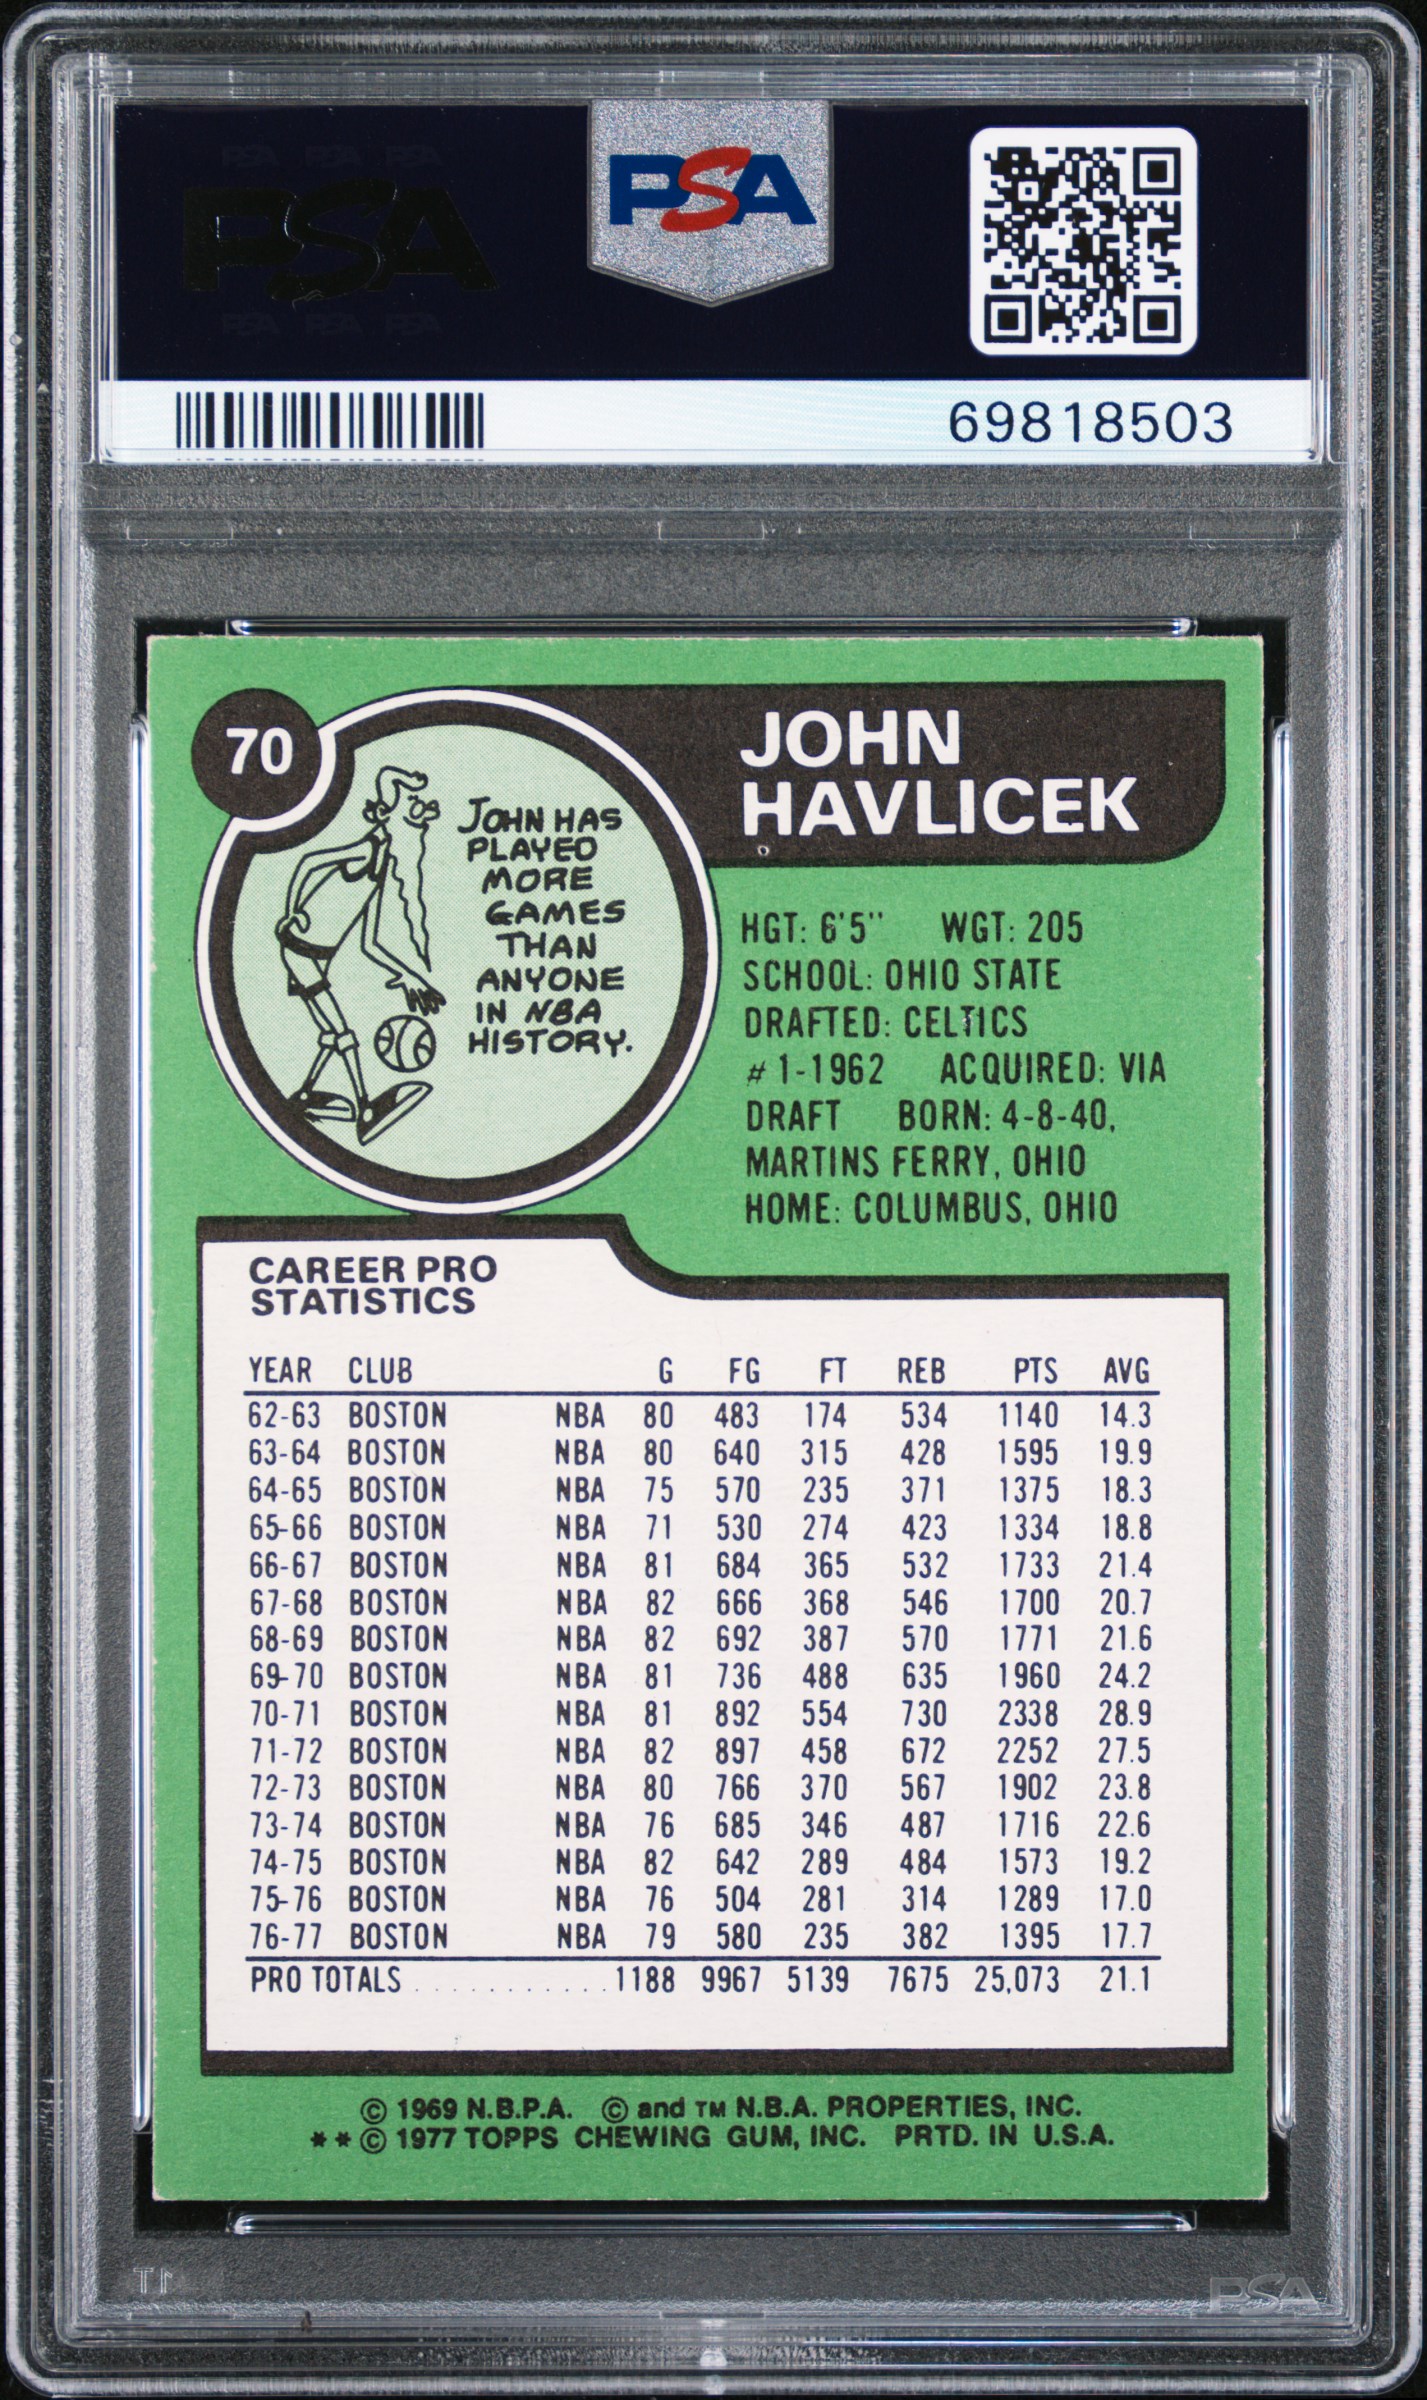 PSA PSA PSA
PSA
PSA PSA PSA
PSA
69818503
70
JOHN HAS
PLAYED
MORE
GAMES
THAN
ANYONE
IN NBA
HISTORY.
JOHN
HAVLICEK
HGT: 6'5" WGT: 205
SCHOOL: OHIO STATE
DRAFTED: CELTICS
# 1-1962 ACQUIRED: VIA
DRAFT BORN: 4-8-40,
MARTINS FERRY, OHIO
HOME: COLUMBUS, OHIO
CAREER PRO
STATISTICS
YEAR CLUB G FG FT REB PTS AVG
62-63 BOSTON NBA 80 483 174 534 1140 14.3
63-64 BOSTON NBA 80 640 315 428 1595 19.9
64-65 BOSTON NBA 75 570 235 371 1375 18.3
65-66 BOSTON NBA 71 530 274 423 1334 18.8
66-67 BOSTON NBA 81 684 365 532 1733 21.4
67-68 BOSTON NBA 82 666 368 546 1700 20.7
68-69 BOSTON NBA 82 692 387 570 1771 21.6
69-70 BOSTON NBA 81 736 488 635 1960 24.2
70-71 BOSTON NBA 81 892 554 730 2338 28.9
71-72 BOSTON NBA 82 897 458 672 2252 27.5
72-73 BOSTON NBA 80 766 370 567 1902 23.8
73-74 BOSTON NBA 76 685 346 487 1716 22.6
74-75 BOSTON NBA 82 642 289 484 1573 19.2
75-76 BOSTON NBA 76 504 281 314 1289 17.0
76-77 BOSTON NBA 79 580 235 382 1395 17.7
PRO TOTALS . . . . . . . . . . . . 1188 9967 5139 7675 25,073 21.1
© 1969 N.B.P.A. © and TM N.B.A. PROPERTIES, INC.
**© 1977 TOPPS CHEWING GUM, INC. PRTD. IN U.S.A.
PSA